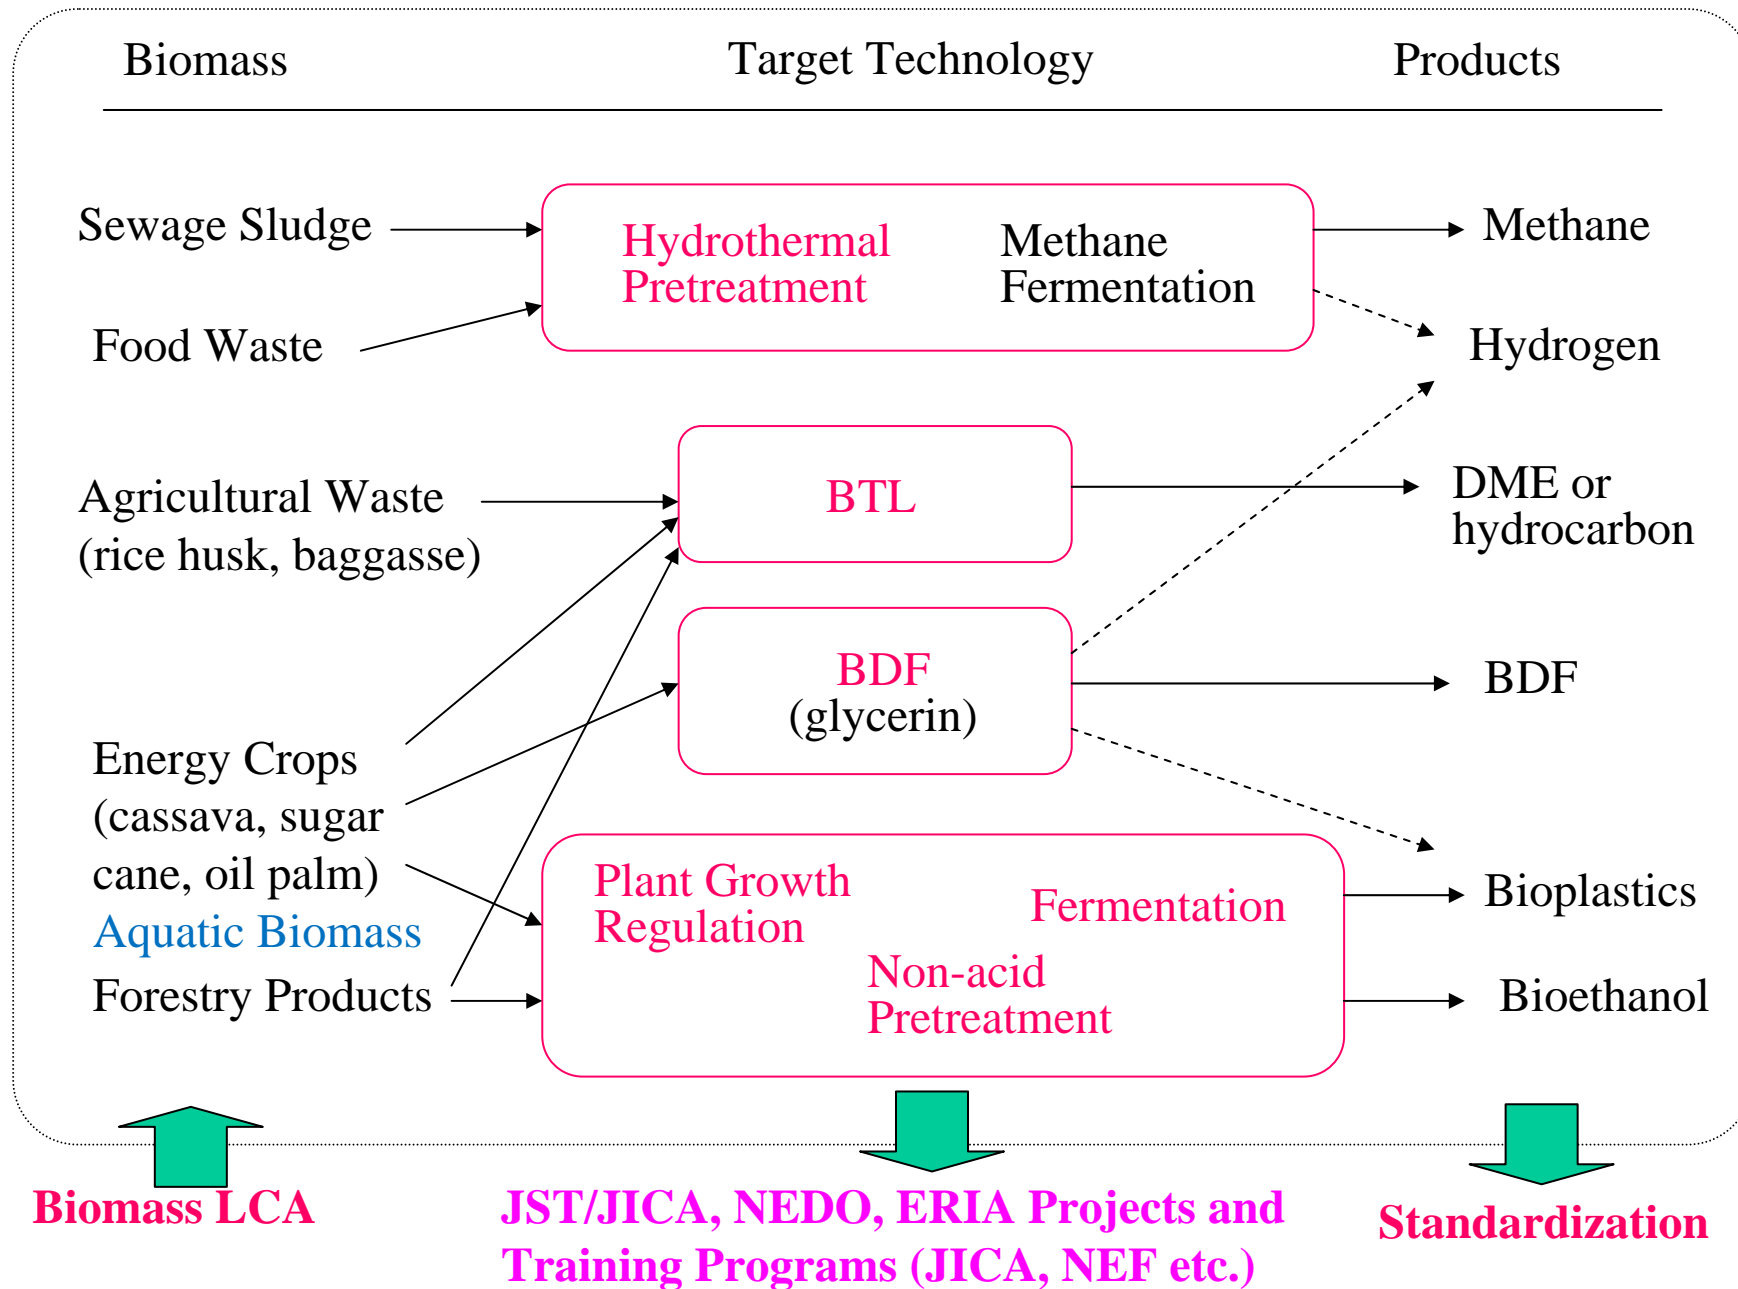 Biomass
Target Technology
Products
Sewage Sludge
Hydrothermal
Pretreatment
Methane
Fermentation
Methane
Food Waste
Hydrogen
Agricultural Waste
(rice husk, baggasse)
BTL
DME or
hydrocarbon
BDF
(glycerin)
BDF
Energy Crops
(cassava, sugar
cane, oil palm)
Aquatic Biomass
Forestry Products
Plant Growth
Regulation
Fermentation
Non-acid
Pretreatment
Bioplastics
Bioethanol
Biomass LCA
JST/JICA, NEDO, ERIA Projects and
Training Programs (JICA, NEF etc.)
Standardization